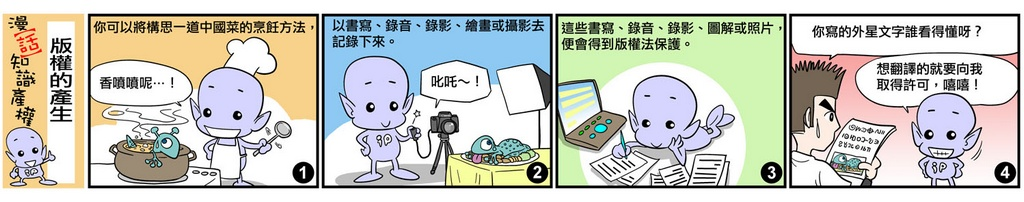 漫話知識產權
版權的產生
你可以將構思一道中國菜的烹飪方法，
香噴噴呢…！
1
以書寫、錄音、錄影、繪畫或攝影去
記錄下來。
叱吒～！
2
這些書寫、錄音、錄影、圖解或照片，
便會得到版權法保護。
3
你寫的外星文字誰看得懂呀？
想翻譯的就要向我
取得許可，嘻嘻！
4